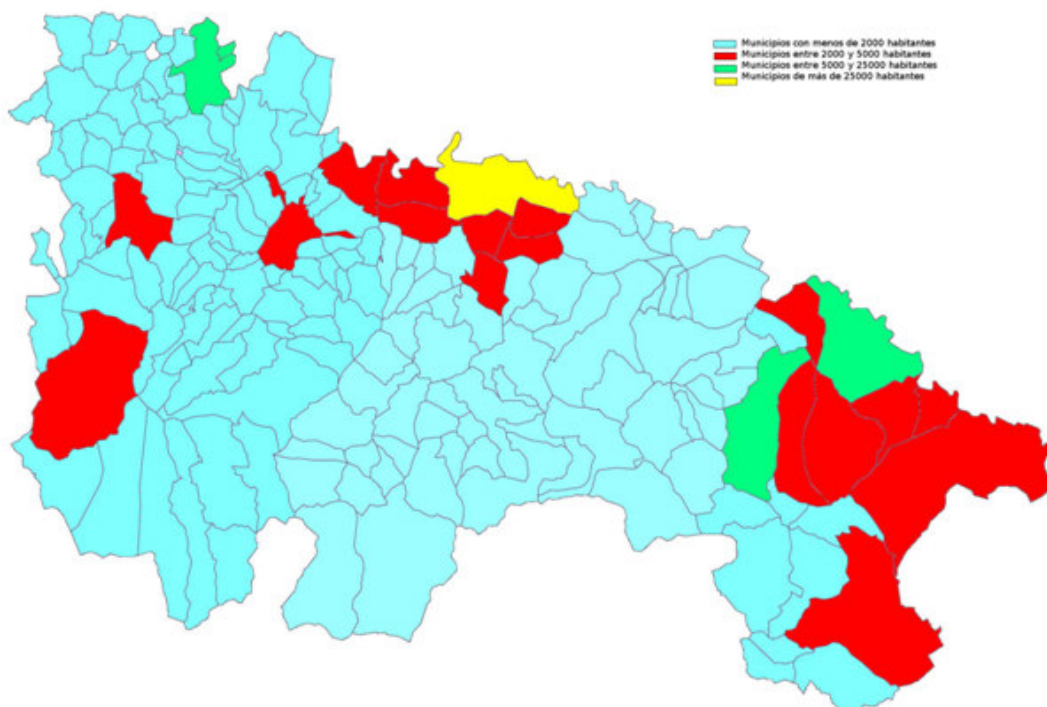 Municipios con menos de 2000 habitantes
Municipios entre 2000 y 5000 habitantes
Municipios entre 5000 y 25000 habitantes
Municipios de más de 25000 habitantes